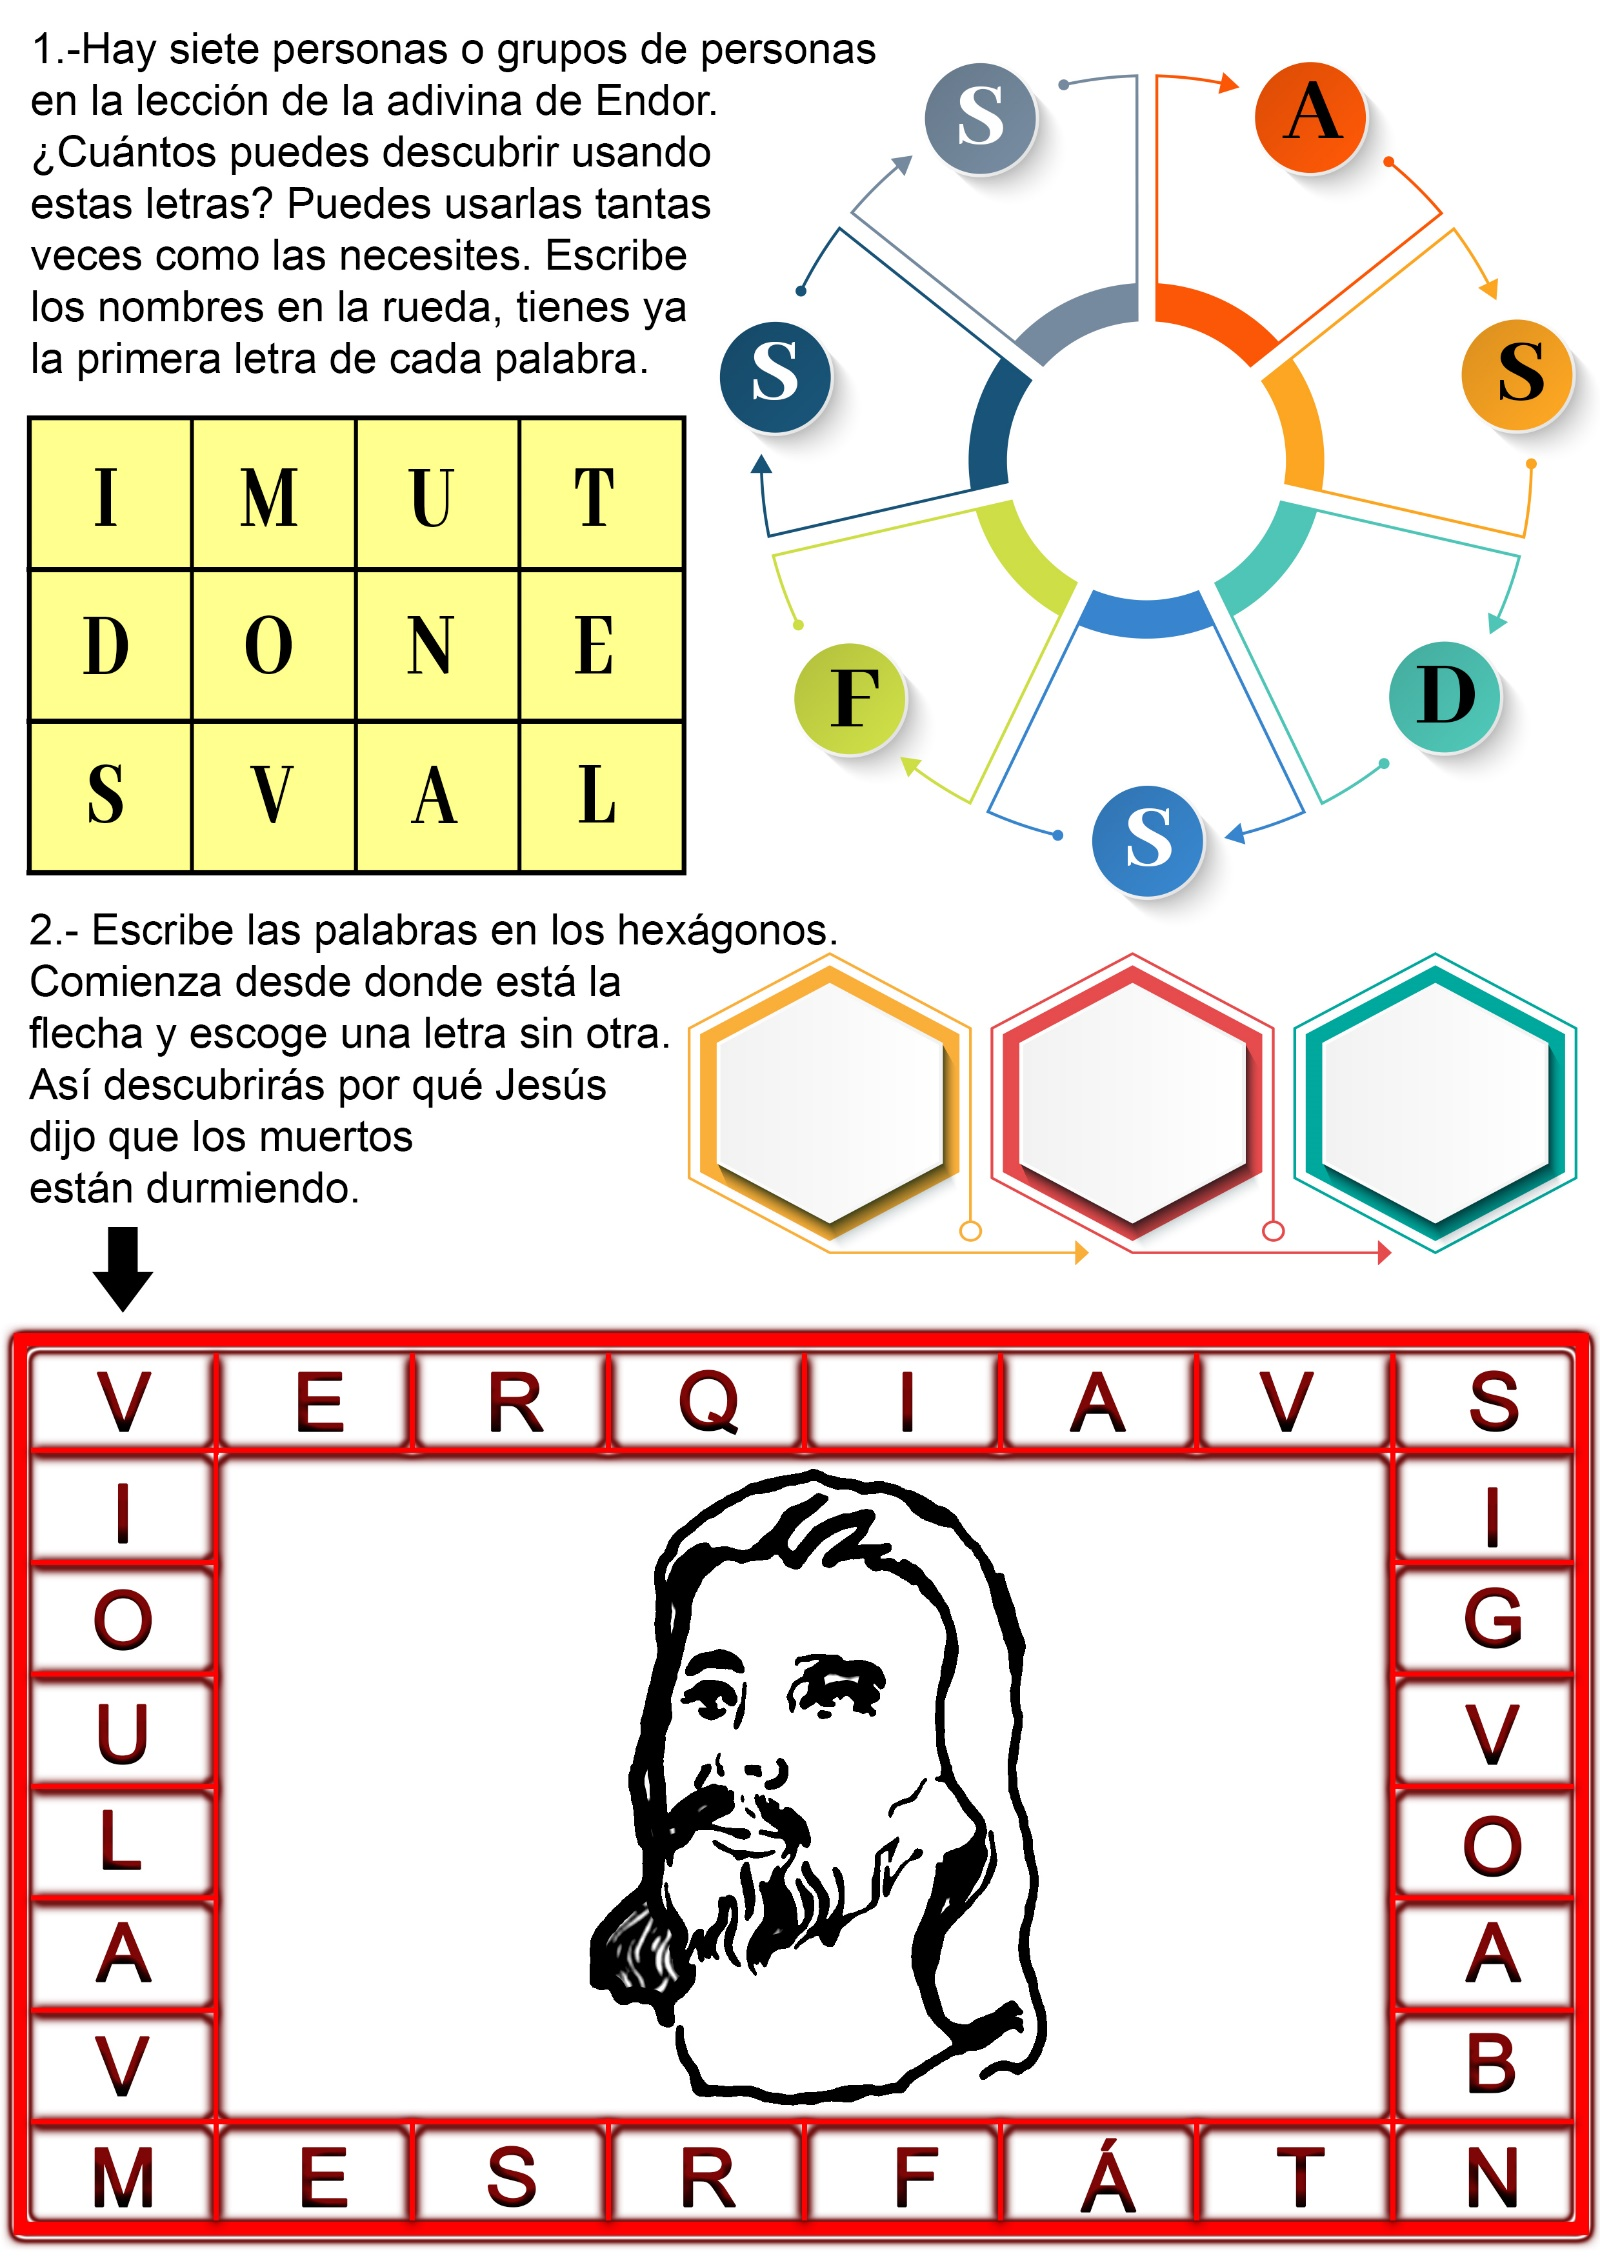 1.-Hay siete personas o grupos de personas
en la lección de la adivina de Endor.
¿Cuántos puedes descubrir usando
estas letras? Puedes usarlas tantas
veces como las necesites. Escribe
los nombres en la rueda, tienes ya
la primera letra de cada palabra.
S A
S S
F D
S
I M U T
D O N E
S V A L
2.- Escribe las palabras en los hexágonos.
Comienza desde donde está la
flecha y escoge una letra sin otra.
Así descubrirás por qué Jesús
dijo que los muertos
están durmiendo.
V E R Q I A V S
I I
O G
U V
L O
A A
V B
M E S R F Á T N